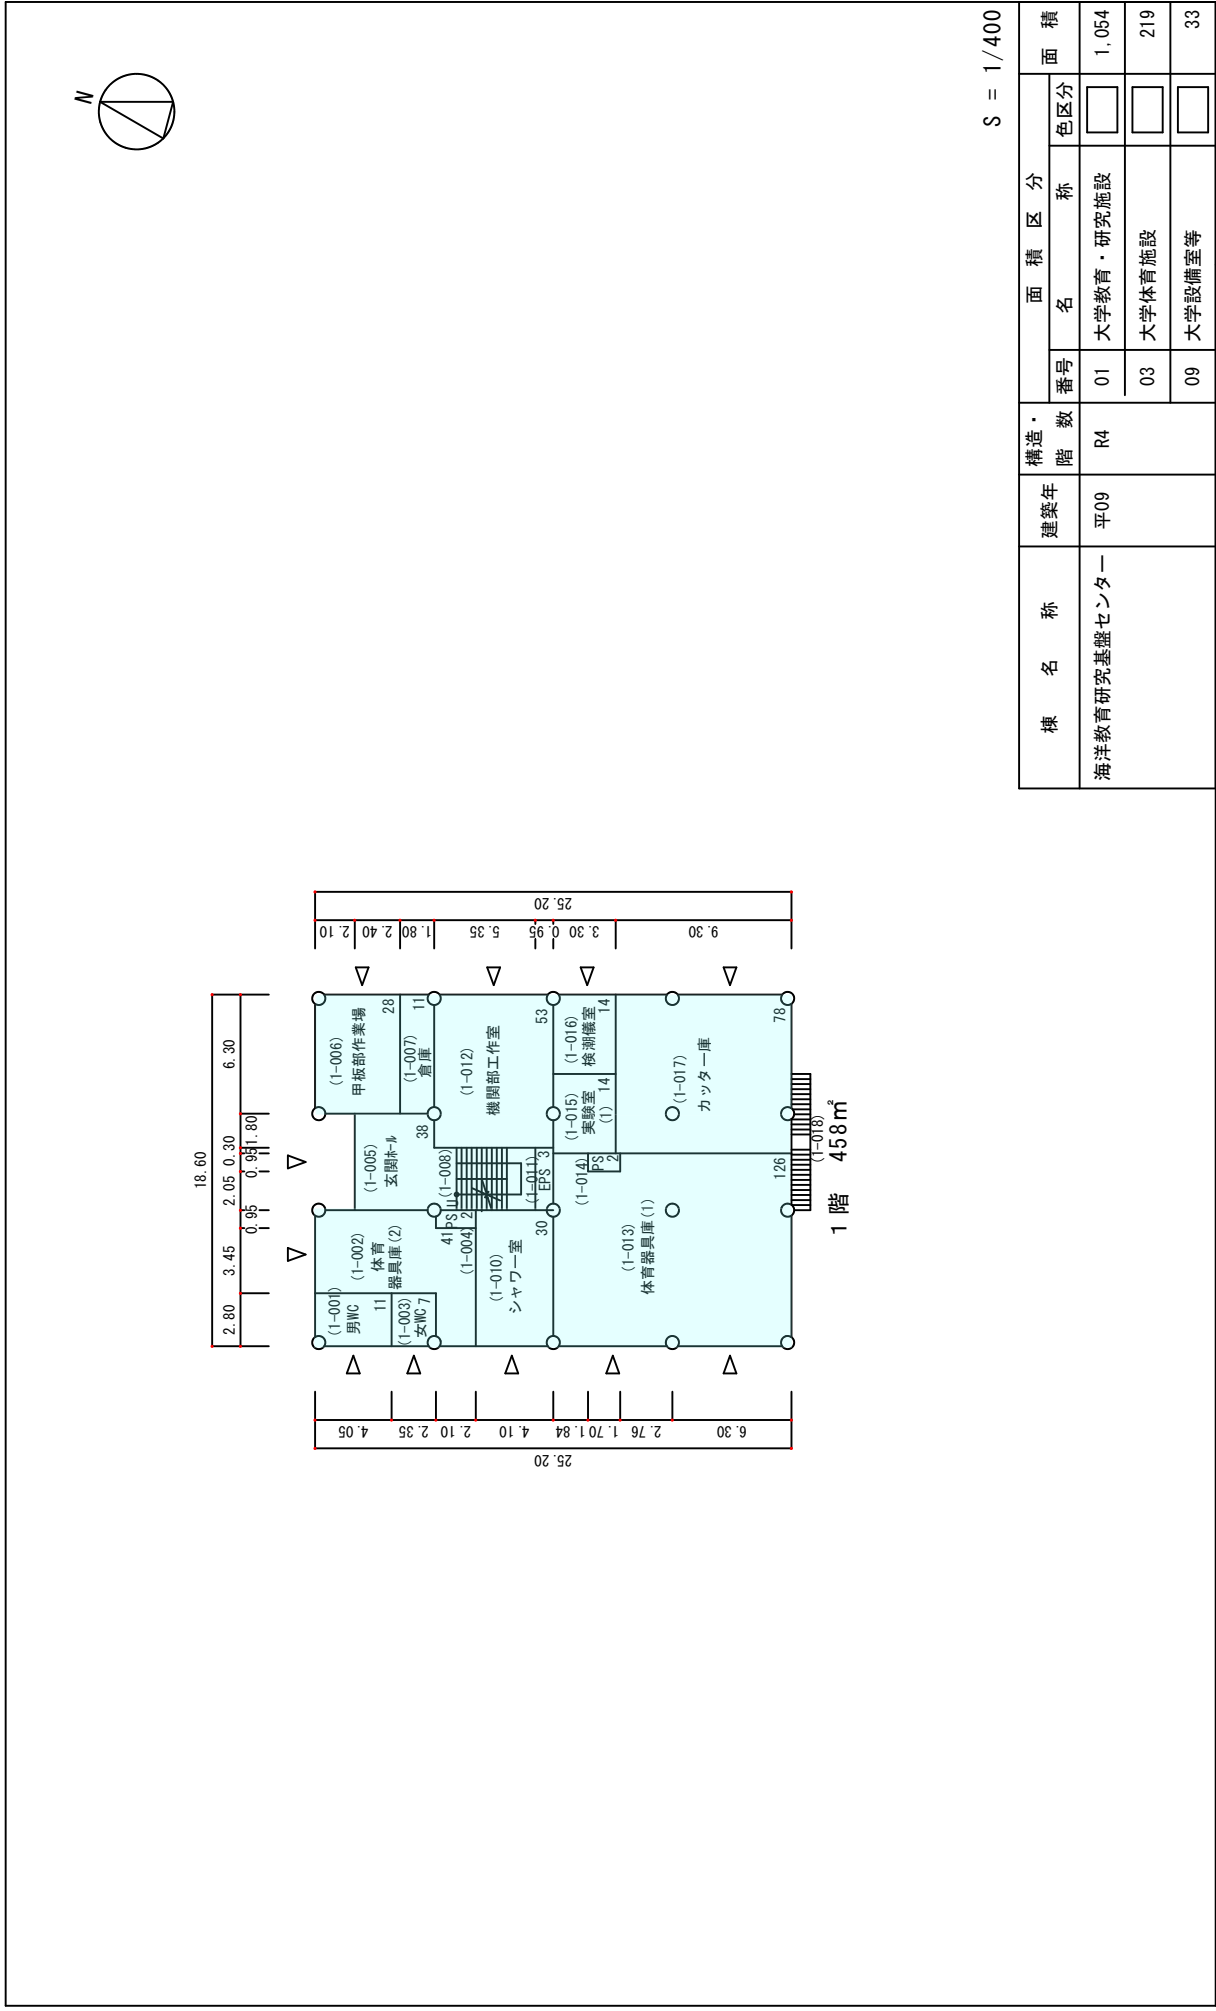 N
S = 1/400
棟 名 称
建築年
構造・
階 数
面 積 区 分
面 積
番号
名 称
色区分
海洋教育研究基盤センター
平09
R4
01
大学教育・研究施設
1,054
03
大学体育施設
219
09
大学設備室等
33
18.60
2.80
3.45
0.95
2.05
0.95
0.30
1.80
6.30
25.20
4.05
2.35
2.10
4.10
1.84
1.70
2.76
6.30
25.20
2.10
2.40
1.80
5.35
0.95
3.30
9.30
(1-001)
男WC
11
(1-002)
体育
器具庫(2)
41
(1-003)
女WC 7
(1-004)
PS
2
(1-005)
玄関ホール
38
(1-006)
甲板部作業場
28
(1-007)
倉庫
11
(1-008)
U
(1-010)
シャワー室
30
(1-011)
EPS 3
(1-012)
機関部工作室
53
(1-013)
体育器具庫(1)
126
(1-014)
PS
2
(1-015)
実験室
(1)
14
(1-016)
検潮儀室
14
(1-017)
カッター庫
78
(1-018)
1階 458㎡